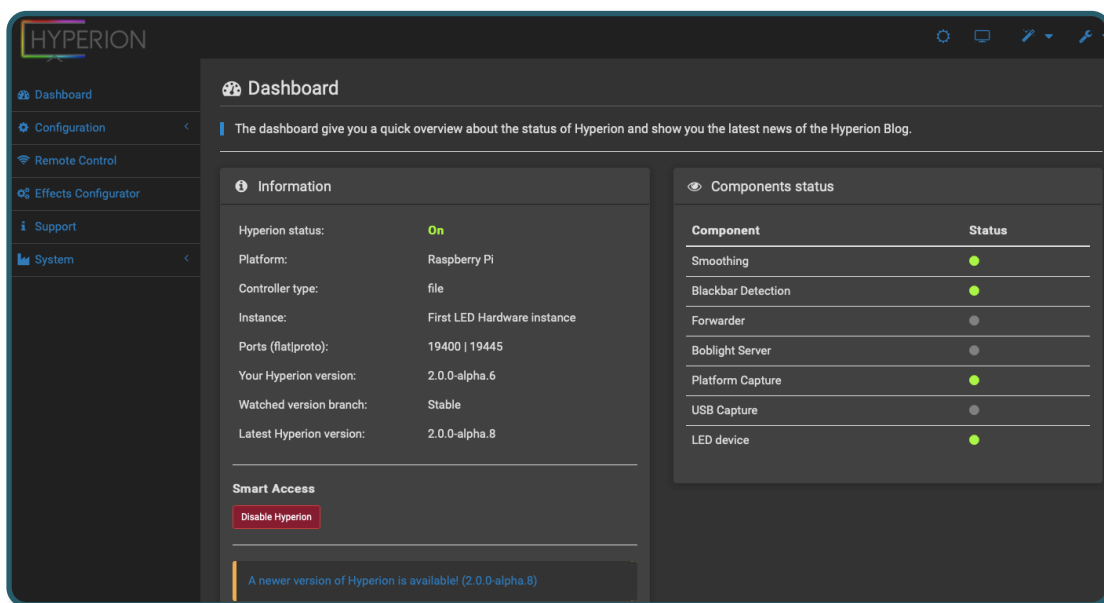 HYPERION
Dashboard
Configuration
Remote Control
Effects Configurator
Support
System
Dashboard
The dashboard give you a quick overview about the status of Hyperion and show you the latest news of the Hyperion Blog.
Information
Hyperion status: On
Platform: Raspberry Pi
Controller type: file
Instance: First LED Hardware instance
Ports (flat|proto): 19400 | 19445
Your Hyperion version: 2.0.0-alpha.6
Watched version branch: Stable
Latest Hyperion version: 2.0.0-alpha.8
Smart Access
Disable Hyperion
A newer version of Hyperion is available! (2.0.0-alpha.8)
Components status
Component Status
Smoothing
Blackbar Detection
Forwarder
Boblight Server
Platform Capture
USB Capture
LED device